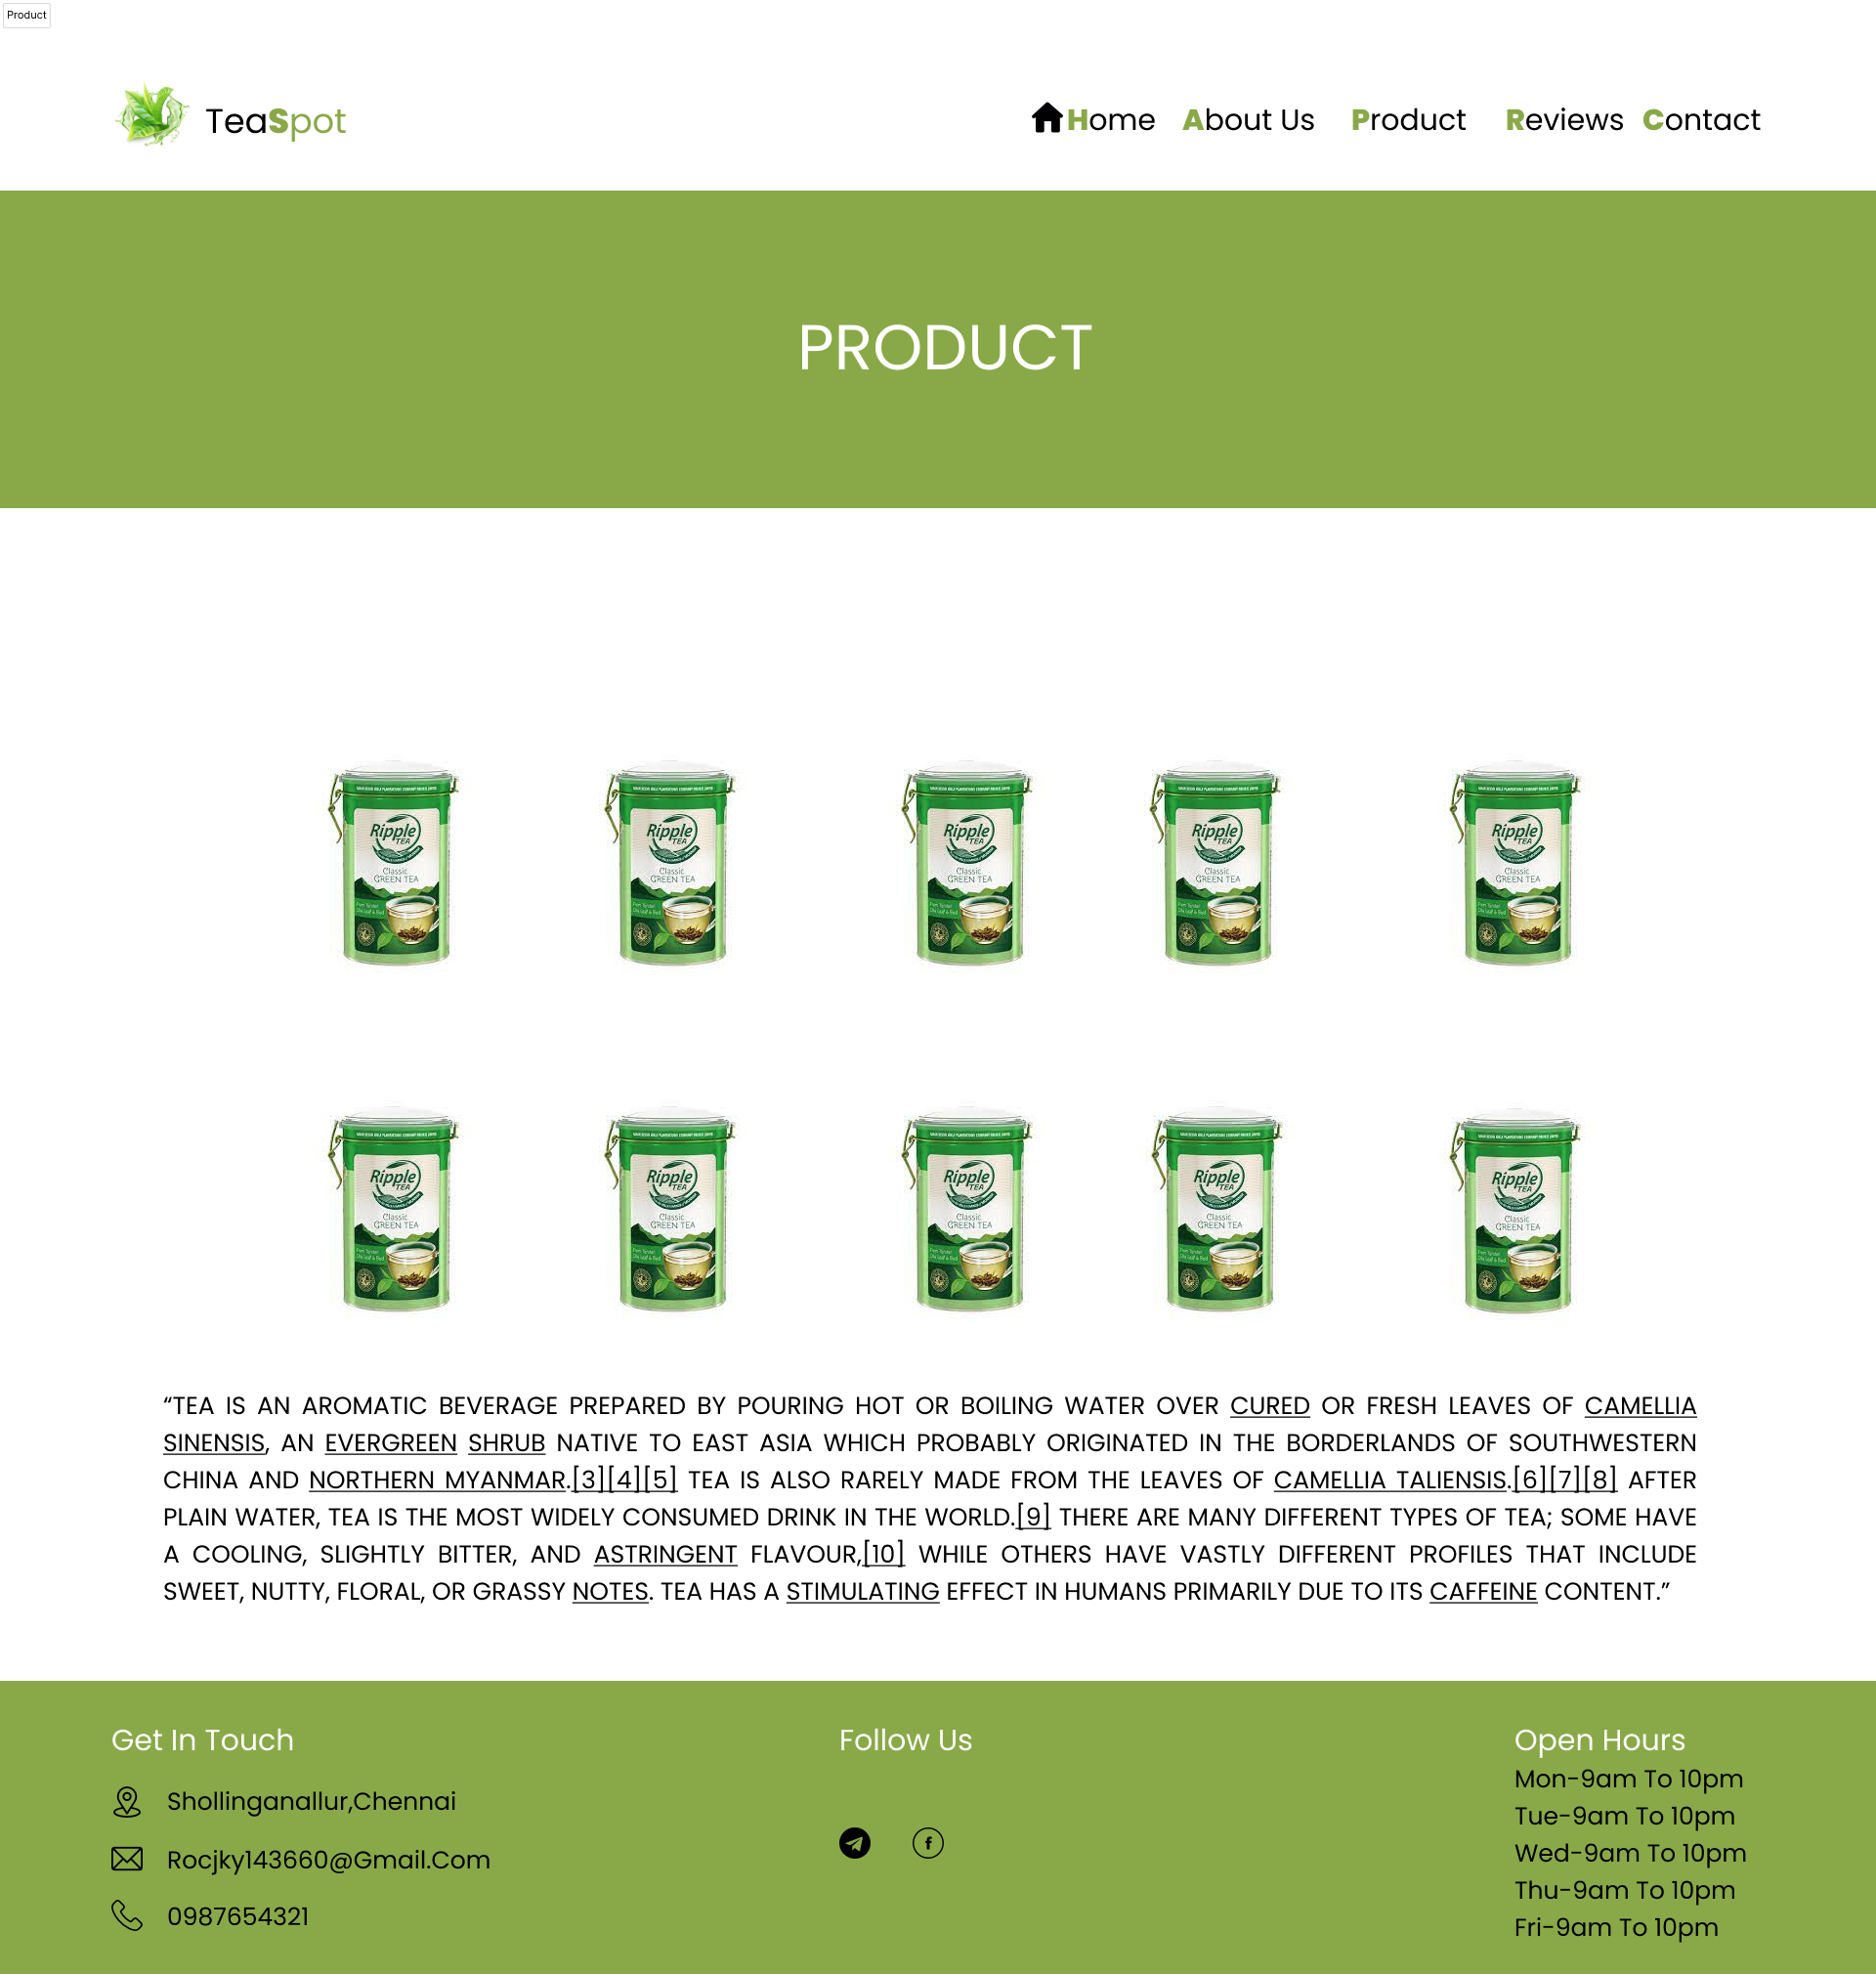 Product
TeaSpot
Home About Us Product Reviews Contact
PRODUCT
Ripple Ripple Ripple Ripple Ripple
TEA TEA TEA TEA TEA
Classic Classic Classic Classic Classic
GREEN TEA GREEN TEA GREEN TEA GREEN TEA GREEN TEA
Ripple Ripple Ripple Ripple Ripple
TEA TEA TEA TEA TEA
Classic Classic Classic Classic Classic
GREEN TEA GREEN TEA GREEN TEA GREEN TEA GREEN TEA
“TEA IS AN AROMATIC BEVERAGE PREPARED BY POURING HOT OR BOILING WATER OVER CURED OR FRESH LEAVES OF CAMELLIA
SINENSIS, AN EVERGREEN SHRUB NATIVE TO EAST ASIA WHICH PROBABLY ORIGINATED IN THE BORDERLANDS OF SOUTHWESTERN
CHINA AND NORTHERN MYANMAR.[3][4][5] TEA IS ALSO RARELY MADE FROM THE LEAVES OF CAMELLIA TALIENSIS.[6][7][8] AFTER
PLAIN WATER, TEA IS THE MOST WIDELY CONSUMED DRINK IN THE WORLD.[9] THERE ARE MANY DIFFERENT TYPES OF TEA; SOME HAVE
A COOLING, SLIGHTLY BITTER, AND ASTRINGENT FLAVOUR,[10] WHILE OTHERS HAVE VASTLY DIFFERENT PROFILES THAT INCLUDE
SWEET, NUTTY, FLORAL, OR GRASSY NOTES. TEA HAS A STIMULATING EFFECT IN HUMANS PRIMARILY DUE TO ITS CAFFEINE CONTENT.”
Get In Touch
Shollinganallur,Chennai
Rocjky143660@Gmail.Com
0987654321
Follow Us
Open Hours
Mon-9am To 10pm
Tue-9am To 10pm
Wed-9am To 10pm
Thu-9am To 10pm
Fri-9am To 10pm